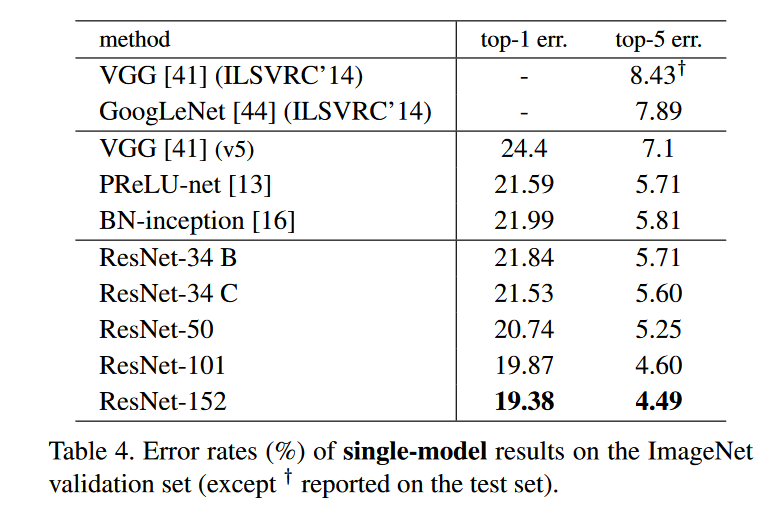 method top-1 err. top-5 err.
VGG [41] (ILSVRC’14) - 8.43†
GoogLeNet [44] (ILSVRC’14) - 7.89
VGG [41] (v5) 24.4 7.1
PReLU-net [13] 21.59 5.71
BN-inception [16] 21.99 5.81
ResNet-34 B 21.84 5.71
ResNet-34 C 21.53 5.60
ResNet-50 20.74 5.25
ResNet-101 19.87 4.60
ResNet-152 19.38 4.49
Table 4. Error rates (%) of single-model results on the ImageNet
validation set (except † reported on the test set).